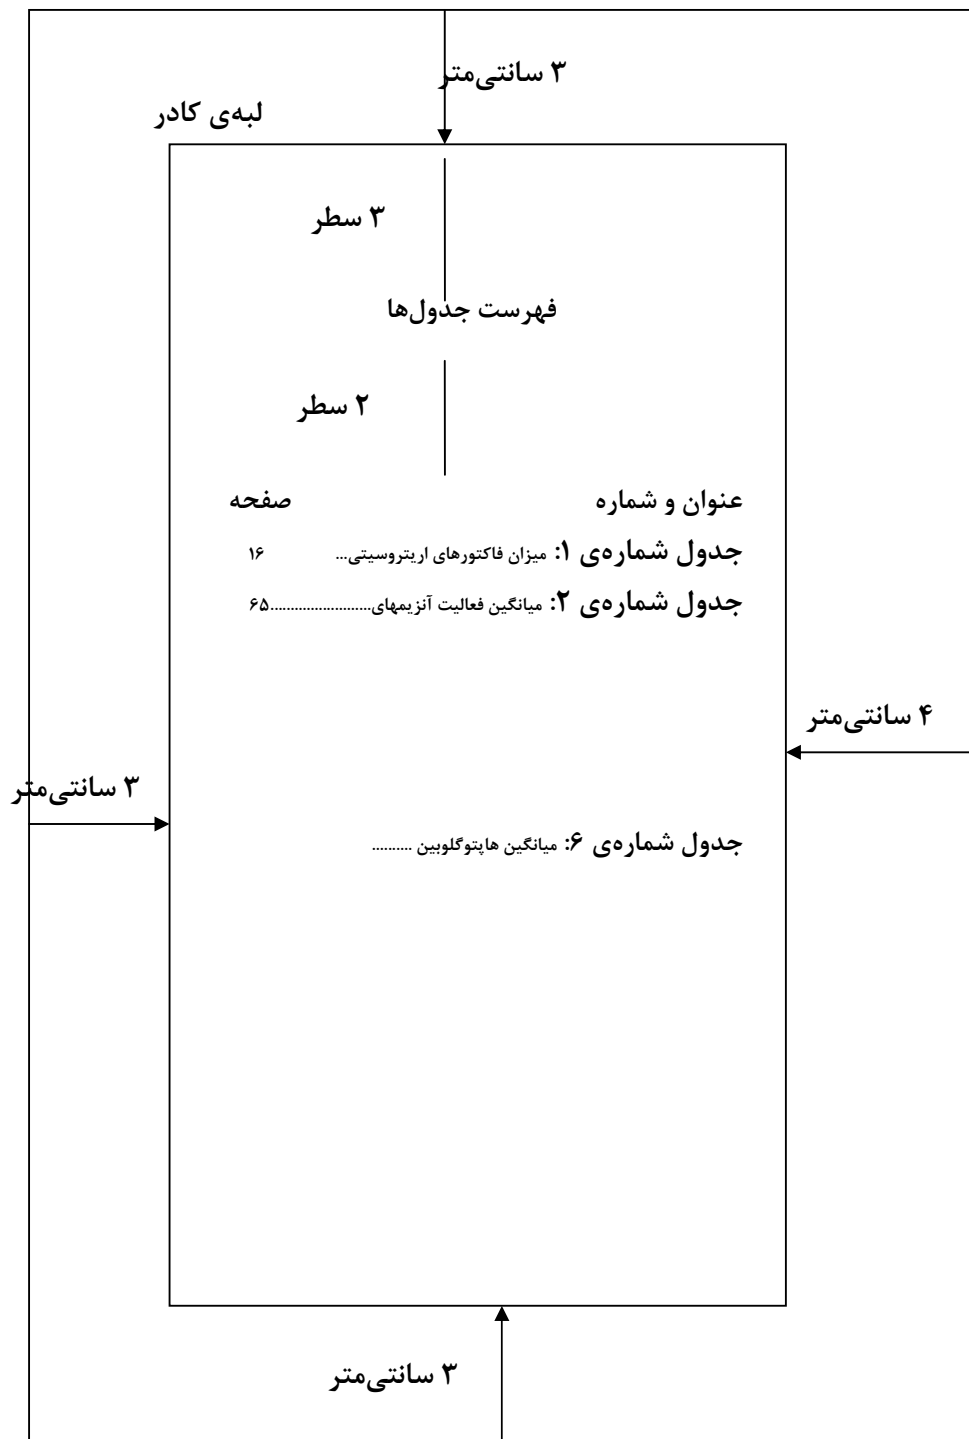 ۳ سانتی‌متر
لبه‌ی کادر
۳ سطر
فهرست جدول‌ها
۲ سطر
عنوان و شماره صفحه
جدول شماره‌ی ۱: میزان فاکتورهای اریتروسیتی... ۱۶
جدول شماره‌ی ۲: میانگین فعالیت آنزیمهای.........................۶۵
۴ سانتی‌متر
۳ سانتی‌متر
جدول شماره‌ی ۶: میانگین هاپتوگلوبین ..........
۳ سانتی‌متر